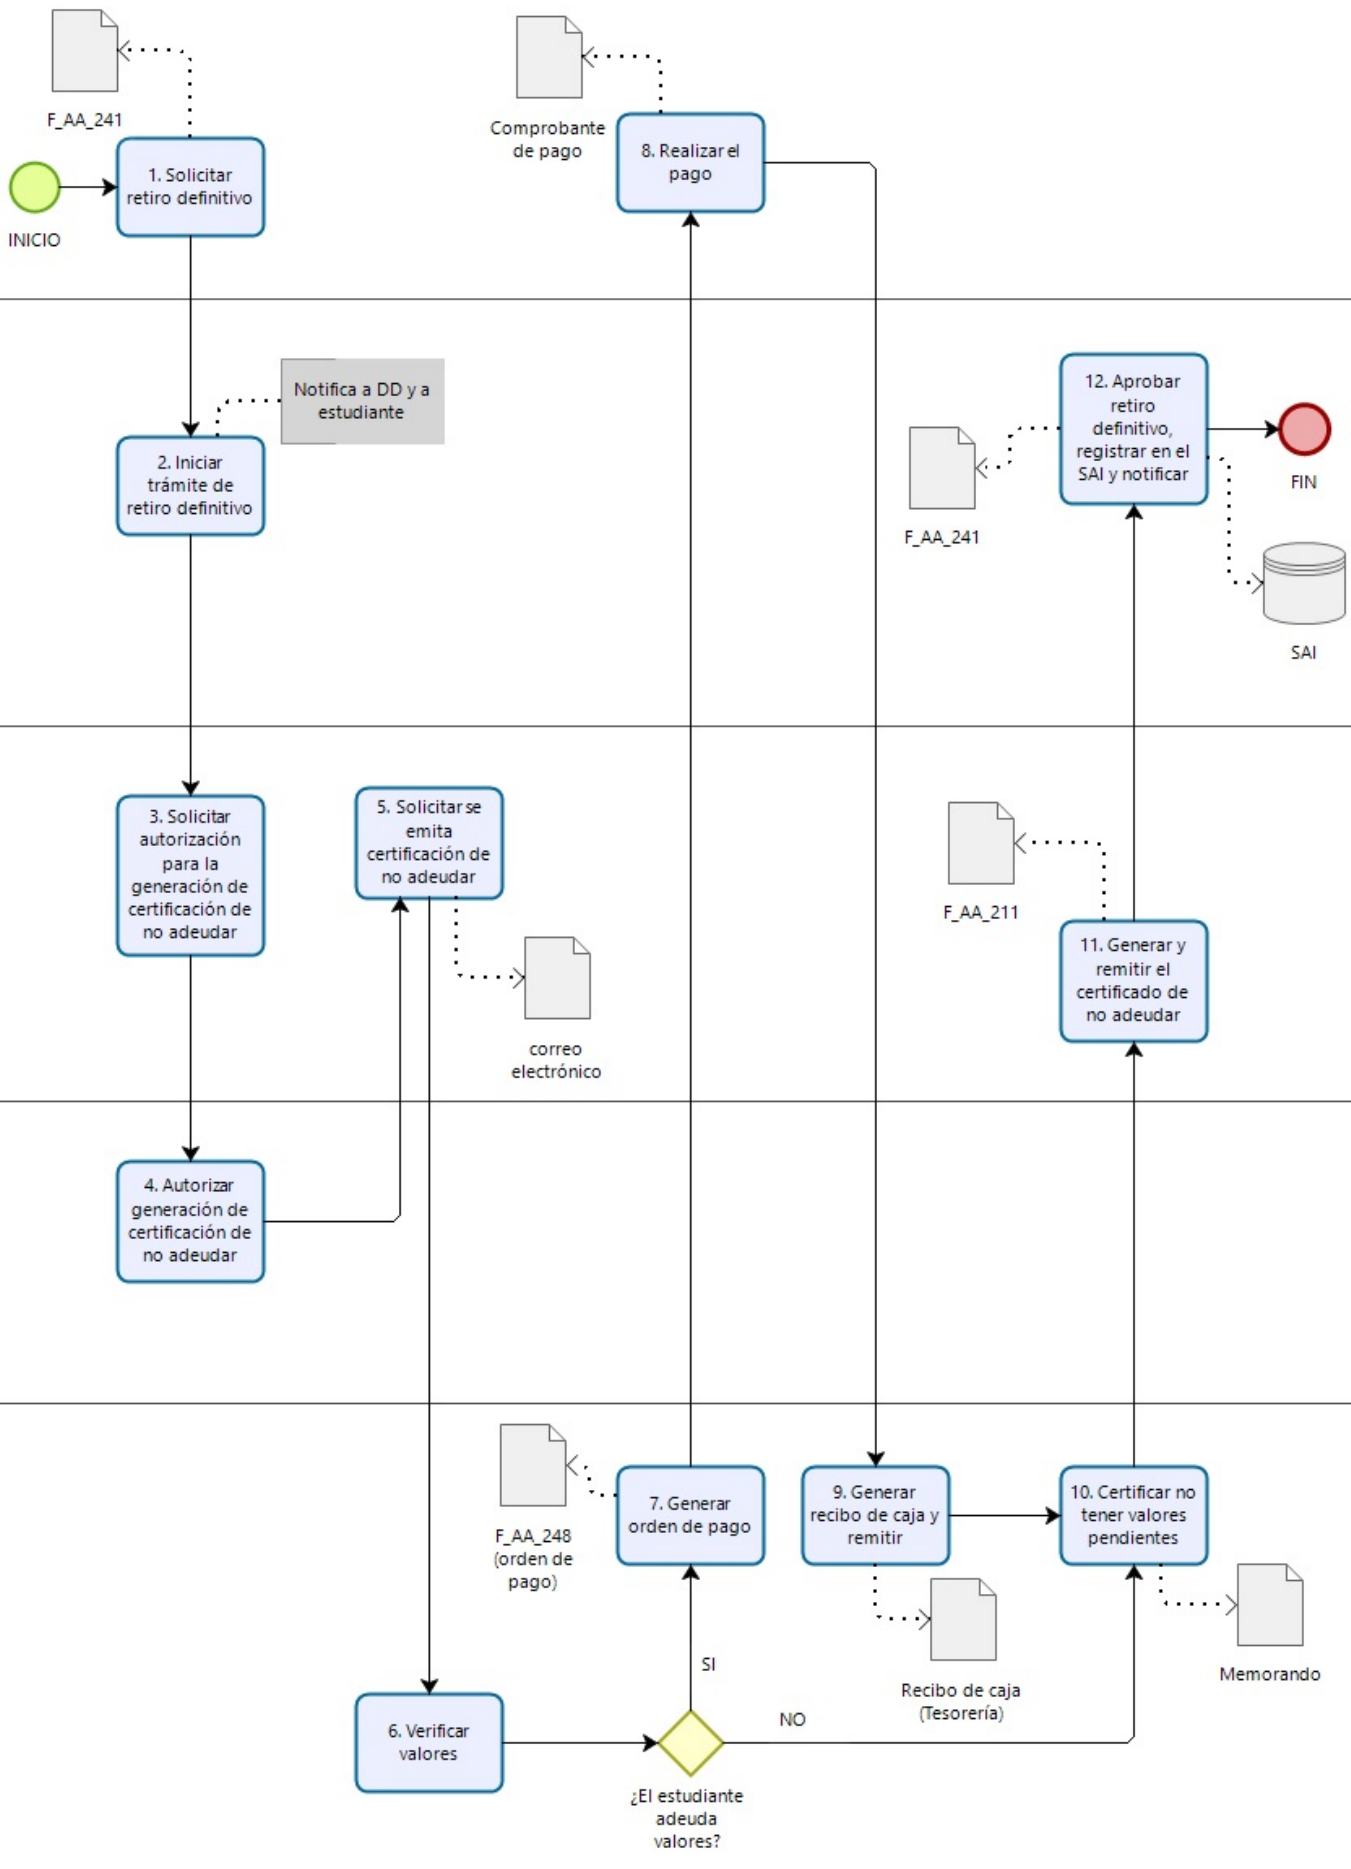 F_AA_241
INICIO
1. Solicitar
retiro definitivo
Comprobante
de pago
8. Realizar el
pago
Notifica a DD y a
estudiante
2. Iniciar
trámite de
retiro definitivo
12. Aprobar
retiro
definitivo,
registrar en el
SAI y notificar
FIN
F_AA_241
SAI
3. Solicitar
autorización
para la
generación de
certificación de
no adeudar
5. Solicitar se
emita
certificación de
no adeudar
correo
electrónico
F_AA_211
11. Generar y
remitir el
certificado de
no adeudar
4. Autorizar
generación de
certificación de
no adeudar
F_AA_248
(orden de
pago)
7. Generar
orden de pago
9. Generar
recibo de caja y
remitir
10. Certificar no
tener valores
pendientes
Recibo de caja
(Tesorería)
Memorando
6. Verificar
valores
SI
NO
¿El estudiante
adeuda
valores?